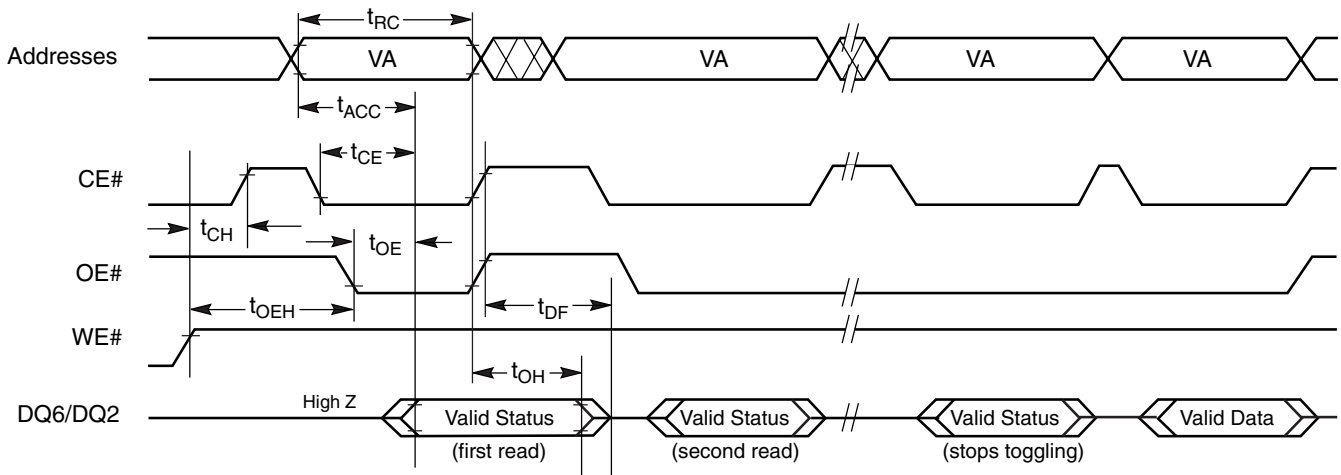 tRC
Addresses VA VA VA VA
tACC
tCE
CE#
tCH tOE
OE#
tOEH tDF
WE#
tOH
DQ6/DQ2 High Z Valid Status Valid Status Valid Status Valid Data
(first read) (second read) (stops toggling)